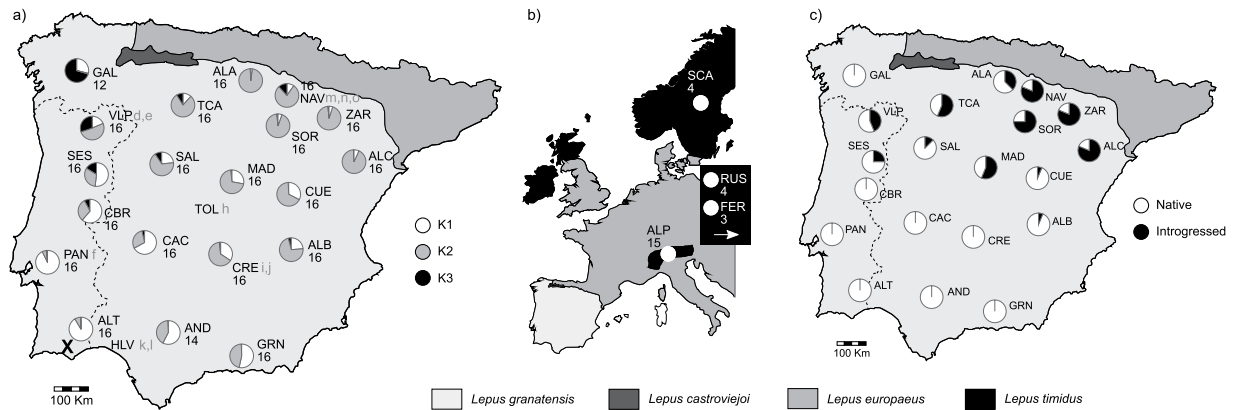 a)
GAL
12
VLP d,e
16
SES
16
CBR
16
PAN f
16
ALT
16
HLV k,l
X
TCA
16
SAL
16
CAC
16
AND
14
ALA
16
16
NAV m,n,o
SOR
16
ZAR
16
ALC
16
MAD
16
TOL h
CUE
16
CRE i,j
16
ALB
16
GRN
16
100 Km
K1
K2
K3
b)
SCA
4
RUS
4
FER
3
ALP
15
c)
GAL
VLP
SES
CBR
PAN
ALT
TCA
SAL
CAC
AND
ALA
NAV
ZAR
SOR
ALC
MAD
CUE
CRE
ALB
GRN
100 Km
Native
Introgressed
Lepus granatensis
Lepus castroviejoi
Lepus europaeus
Lepus timidus